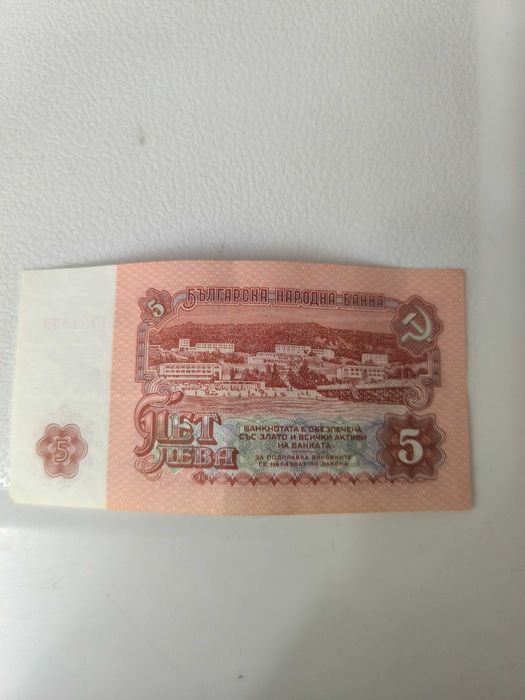 5 БЪЛГАРСКА НАРОДНА БАНКА
ПЕТ
ЛЕВА
БАНКНОТАТА Е ОБЕЗПЕЧЕНА
СЪС ЗЛАТО И ВСИЧКИ АКТИВИ
НА БАНКАТА
ЗА ПОДПРАВКА ВИНОВНИТЕ
СЕ НАКАЗВАТ ПО ЗАКОНА
5
5